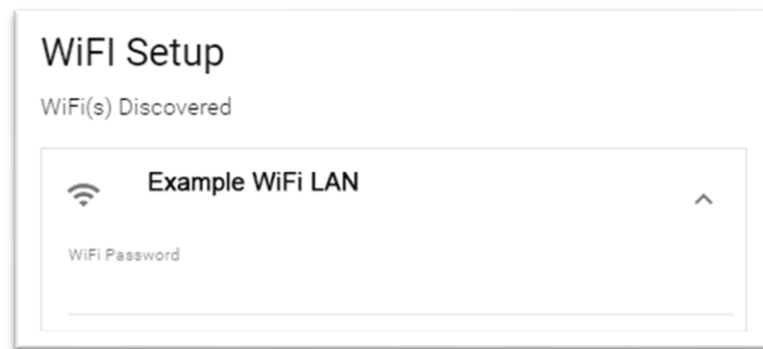 WiFI Setup
WiFi(s) Discovered
Example WiFi LAN
WiFi Password